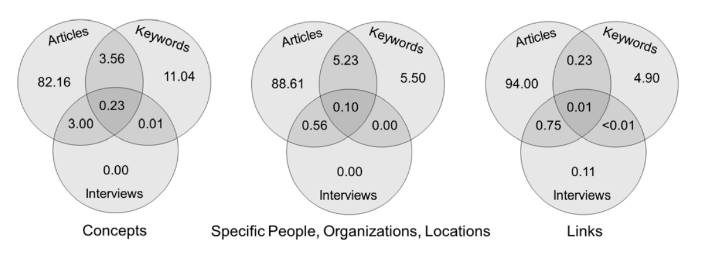 Articles
Keywords
3.56
82.16
11.04
0.23
3.00
0.01
0.00
Interviews
Concepts
Articles
Keywords
5.23
88.61
5.50
0.10
0.56
0.00
0.00
Interviews
Specific People, Organizations, Locations
Articles
Keywords
0.23
94.00
4.90
0.01
0.75
<0.01
0.11
Interviews
Links